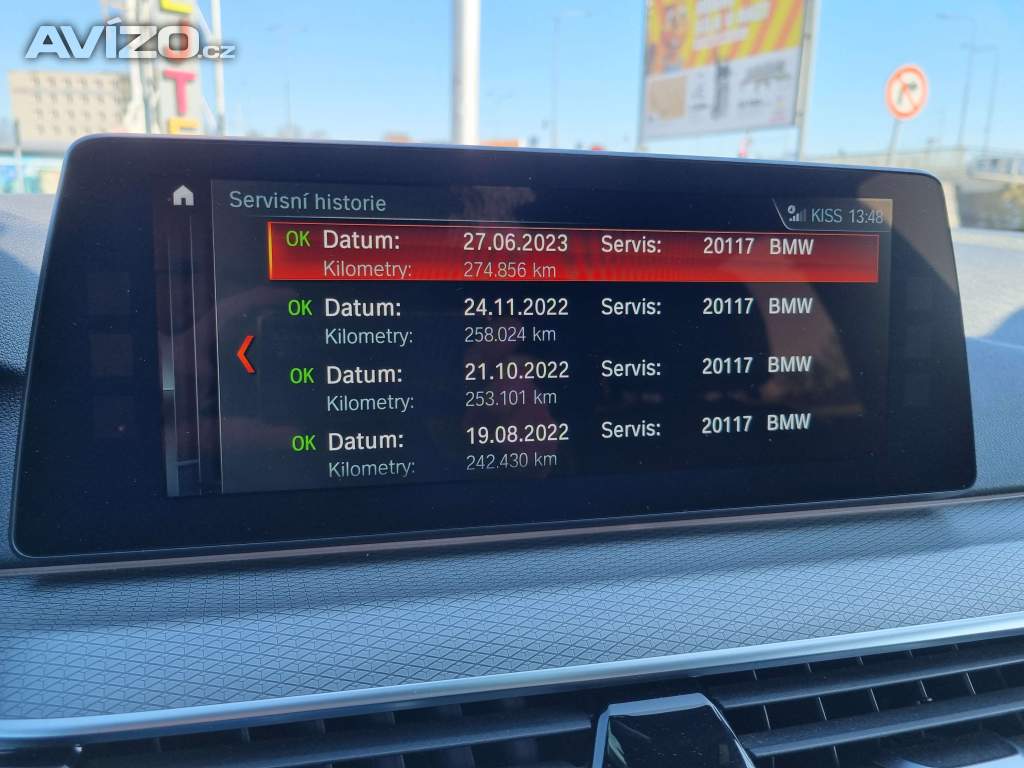 AVÍZO.cz
Servisní historie
KISS 13:48
OK Datum: 27.06.2023 Servis: 20117 BMW
Kilometry: 274.856 km
OK Datum: 24.11.2022 Servis: 20117 BMW
Kilometry: 258.024 km
OK Datum: 21.10.2022 Servis: 20117 BMW
Kilometry: 253.101 km
OK Datum: 19.08.2022 Servis: 20117 BMW
Kilometry: 242.430 km